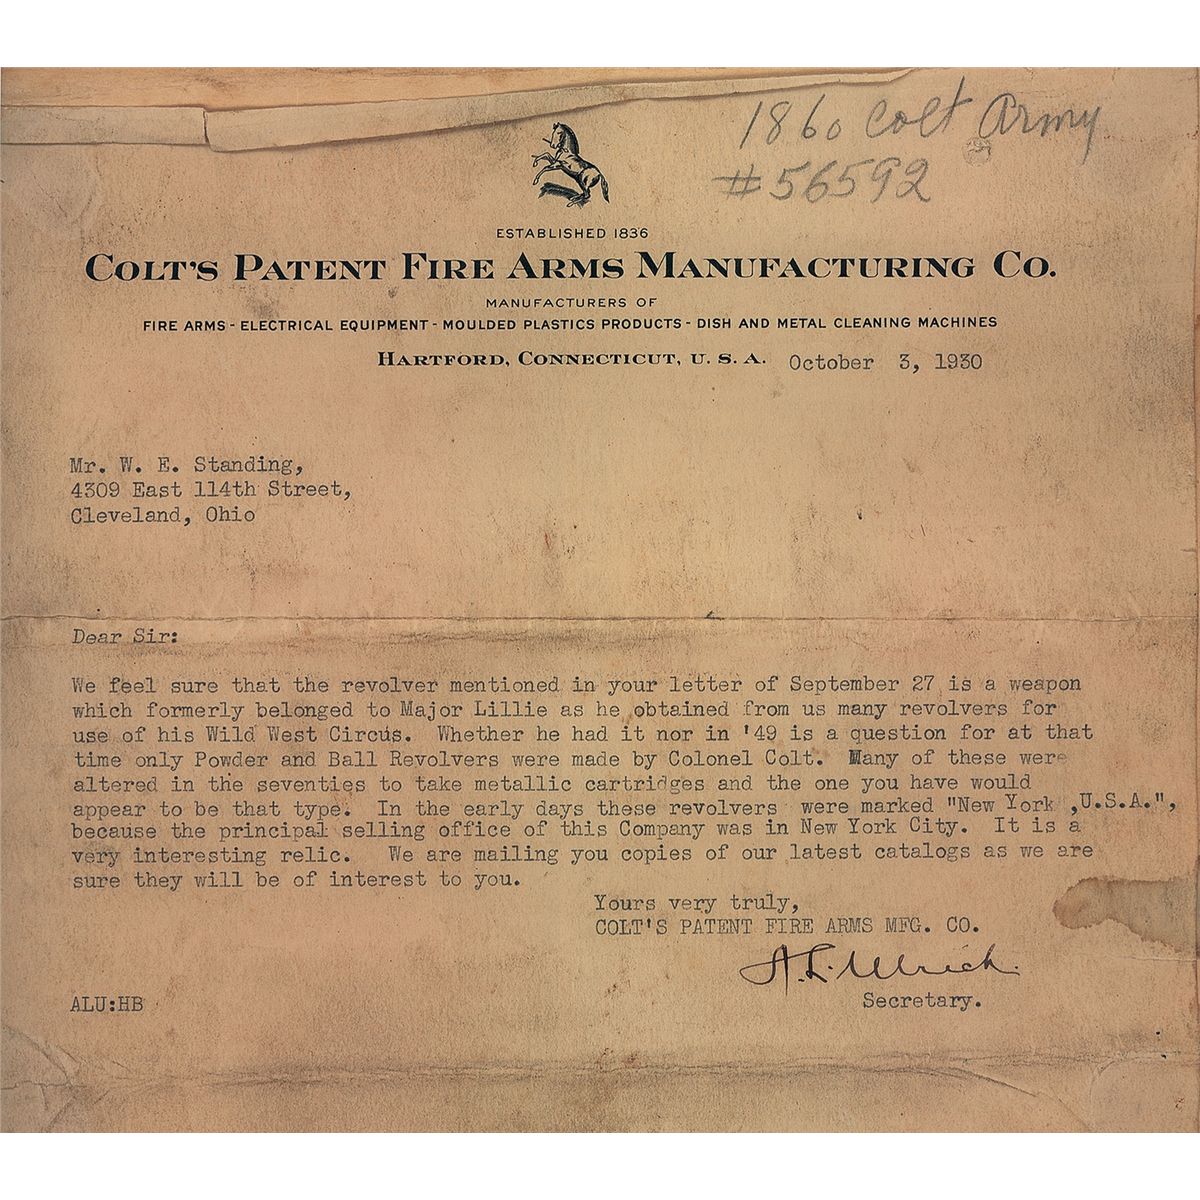 1860 Colt Army
#56592
ESTABLISHED 1836
COLT'S PATENT FIRE ARMS MANUFACTURING CO.
MANUFACTURERS OF
FIRE ARMS - ELECTRICAL EQUIPMENT - MOULDED PLASTICS PRODUCTS - DISH AND METAL CLEANING MACHINES
HARTFORD, CONNECTICUT, U. S. A. October 3, 1930
Mr. W. E. Standing,
4309 East 114th Street,
Cleveland, Ohio
Dear Sir:
We feel sure that the revolver mentioned in your letter of September 27 is a weapon
which formerly belonged to Major Lillie as he obtained from us many revolvers for
use of his Wild West Circus. Whether he had it nor in '49 is a question for at that
time only Powder and Ball Revolvers were made by Colonel Colt. Many of these were
altered in the seventies to take metallic cartridges and the one you have would
appear to be that type. In the early days these revolvers were marked "New York ,U.S.A.",
because the principal selling office of this Company was in New York City. It is a
very interesting relic. We are mailing you copies of our latest catalogs as we are
sure they will be of interest to you.
Yours very truly,
COLT'S PATENT FIRE ARMS MFG. CO.
A. L. Ulrich.
Secretary.
ALU:HB